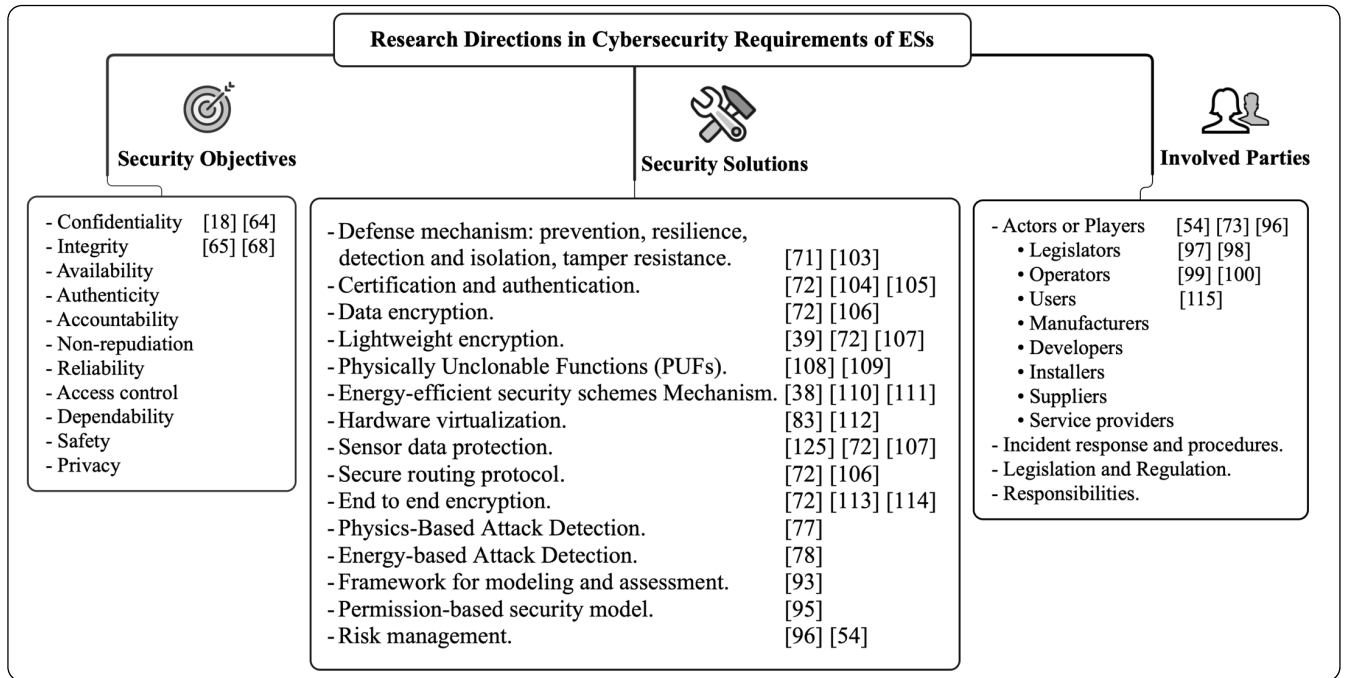 Research Directions in Cybersecurity Requirements of ESs
Security Objectives
- Confidentiality [18] [64]
- Integrity [65] [68]
- Availability
- Authenticity
- Accountability
- Non-repudiation
- Reliability
- Access control
- Dependability
- Safety
- Privacy
Security Solutions
- Defense mechanism: prevention, resilience,
detection and isolation, tamper resistance. [71] [103]
- Certification and authentication. [72] [104] [105]
- Data encryption. [72] [106]
- Lightweight encryption. [39] [72] [107]
- Physically Unclonable Functions (PUFs). [108] [109]
- Energy-efficient security schemes Mechanism. [38] [110] [111]
- Hardware virtualization. [83] [112]
- Sensor data protection. [125] [72] [107]
- Secure routing protocol. [72] [106]
- End to end encryption. [72] [113] [114]
- Physics-Based Attack Detection. [77]
- Energy-based Attack Detection. [78]
- Framework for modeling and assessment. [93]
- Permission-based security model. [95]
- Risk management. [96] [54]
Involved Parties
- Actors or Players [54] [73] [96]
• Legislators [97] [98]
• Operators [99] [100]
• Users [115]
• Manufacturers
• Developers
• Installers
• Suppliers
• Service providers
- Incident response and procedures.
- Legislation and Regulation.
- Responsibilities.